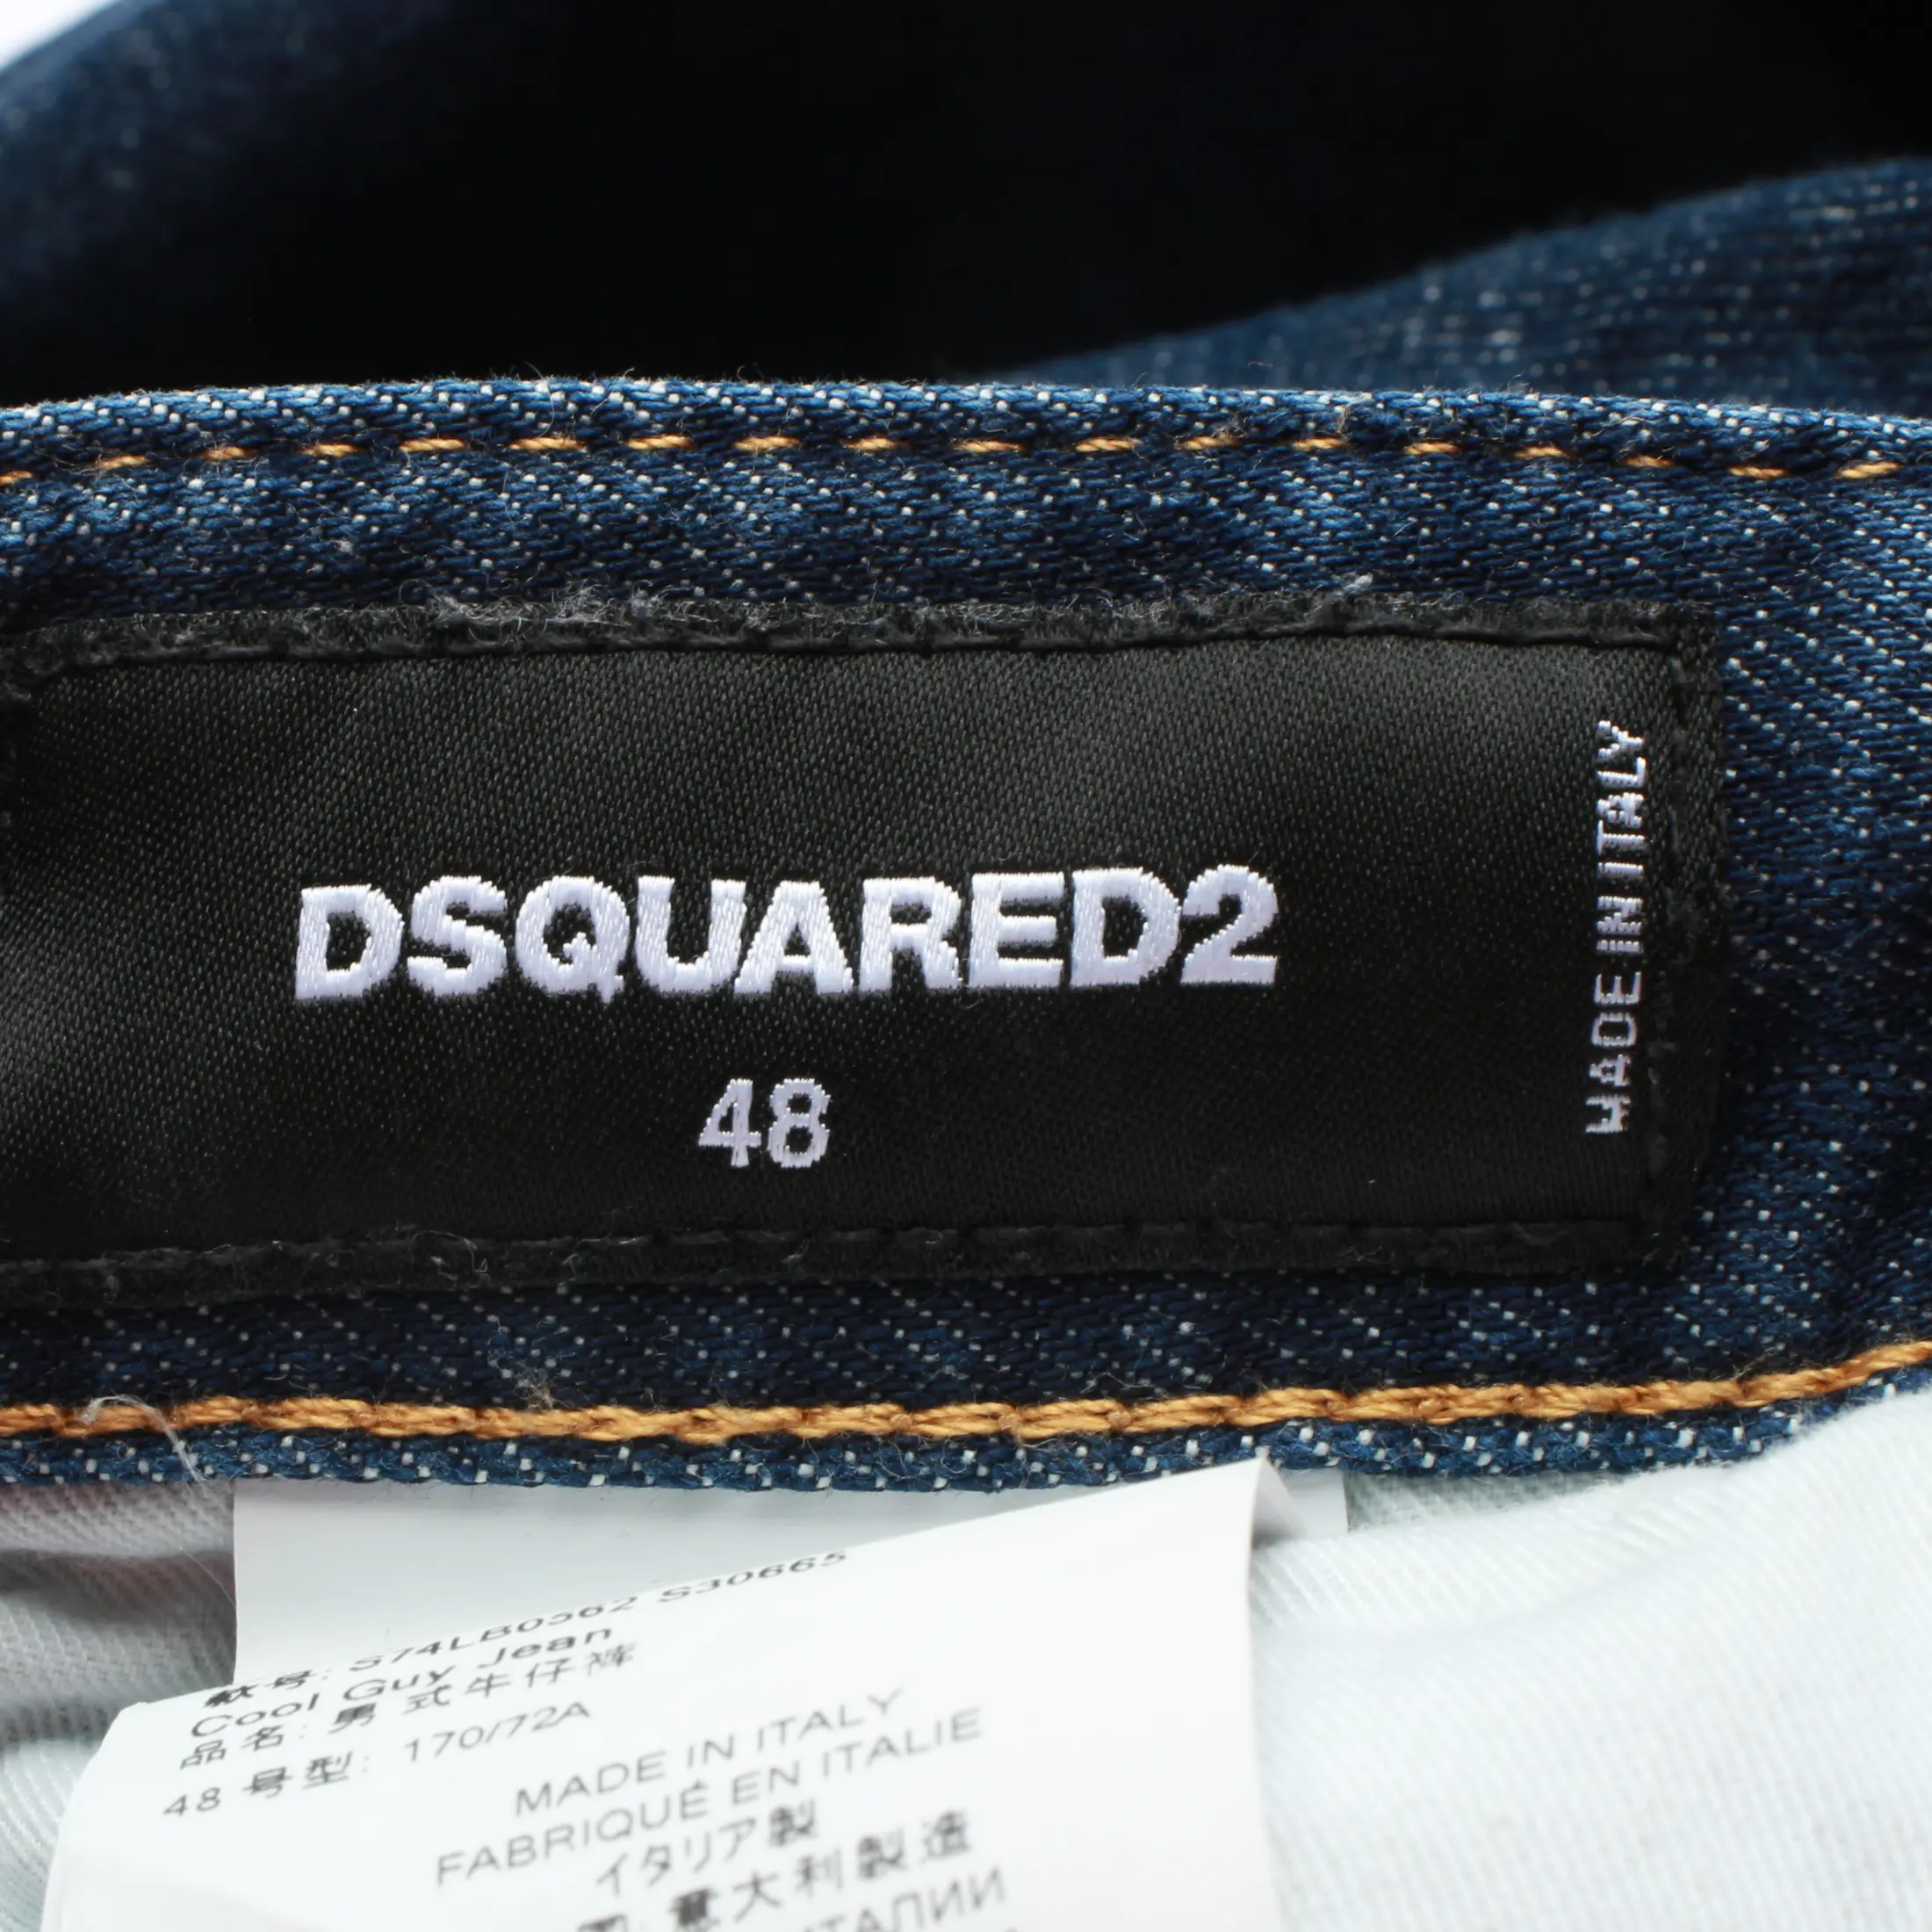 DSQUARED2
48
MADE IN ITALY
款号: S74LB0562 S30665
Cool Guy Jean
品名: 男式牛仔裤
48 号型: 170/72A
MADE IN ITALY
FABRIQUÉ EN ITALIE
イタリア製
意大利製造